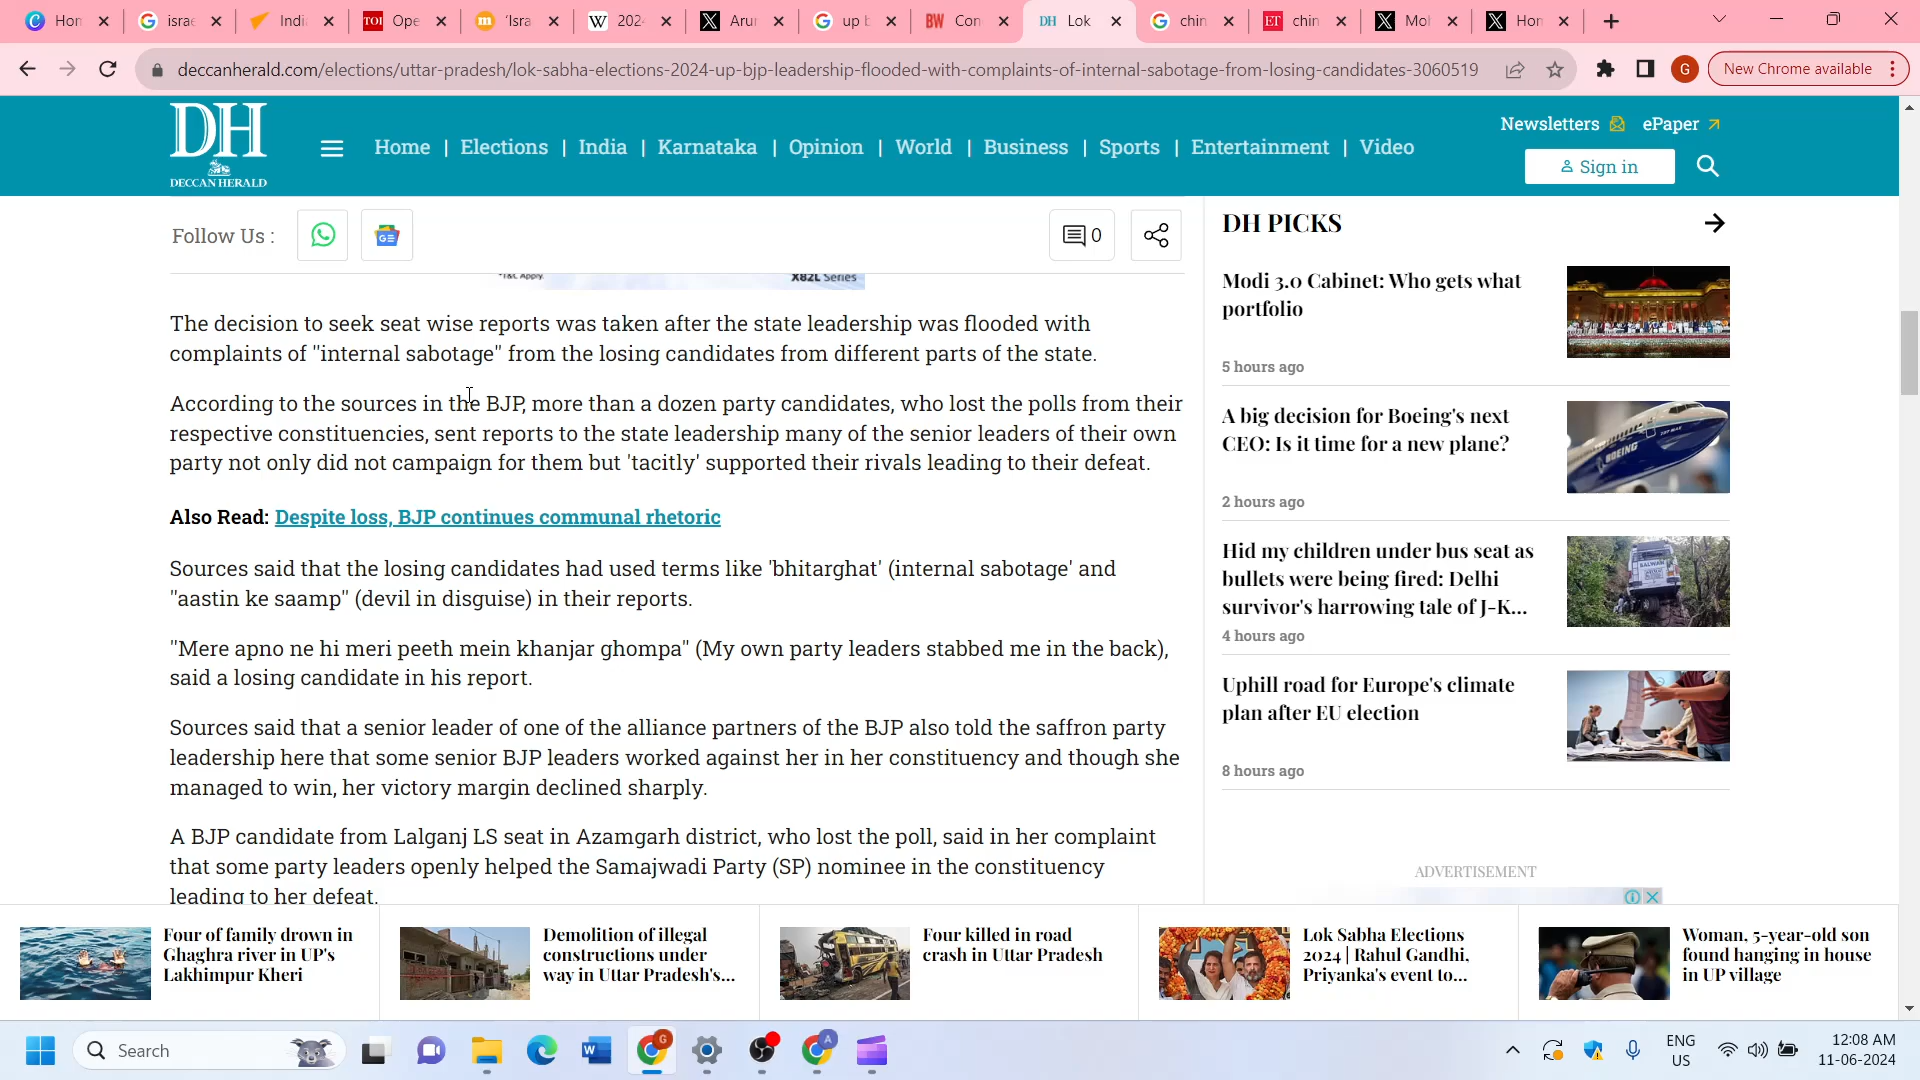 Hon
israe
Indi
Ope
'Isra
2024
Arun
up b
Con
Lok
chin
chin
Mol
Hon
deccanherald.com/elections/uttar-pradesh/lok-sabha-elections-2024-up-bjp-leadership-flooded-with-complaints-of-internal-sabotage-from-losing-candidates-3060519
G
New Chrome available
DH
DECCAN HERALD
Home | Elections | India | Karnataka | Opinion | World | Business | Sports | Entertainment | Video
Newsletters ePaper
Sign in
Follow Us :
0
*T&C Apply.
X82L Series
The decision to seek seat wise reports was taken after the state leadership was flooded with
complaints of "internal sabotage" from the losing candidates from different parts of the state.
According to the sources in the BJP, more than a dozen party candidates, who lost the polls from their
respective constituencies, sent reports to the state leadership many of the senior leaders of their own
party not only did not campaign for them but 'tacitly' supported their rivals leading to their defeat.
Also Read: Despite loss, BJP continues communal rhetoric
Sources said that the losing candidates had used terms like 'bhitarghat' (internal sabotage' and
"aastin ke saamp" (devil in disguise) in their reports.
"Mere apno ne hi meri peeth mein khanjar ghompa" (My own party leaders stabbed me in the back),
said a losing candidate in his report.
Sources said that a senior leader of one of the alliance partners of the BJP also told the saffron party
leadership here that some senior BJP leaders worked against her in her constituency and though she
managed to win, her victory margin declined sharply.
A BJP candidate from Lalganj LS seat in Azamgarh district, who lost the poll, said in her complaint
that some party leaders openly helped the Samajwadi Party (SP) nominee in the constituency
leading to her defeat.
DH PICKS
Modi 3.0 Cabinet: Who gets what
portfolio
5 hours ago
A big decision for Boeing's next
CEO: Is it time for a new plane?
2 hours ago
Hid my children under bus seat as
bullets were being fired: Delhi
survivor's harrowing tale of J-K...
4 hours ago
Uphill road for Europe's climate
plan after EU election
8 hours ago
ADVERTISEMENT
Four of family drown in
Ghaghra river in UP's
Lakhimpur Kheri
Demolition of illegal
constructions under
way in Uttar Pradesh's...
Four killed in road
crash in Uttar Pradesh
Lok Sabha Elections
2024 | Rahul Gandhi,
Priyanka's event to...
Woman, 5-year-old son
found hanging in house
in UP village
Search
ENG
US
12:08 AM
11-06-2024